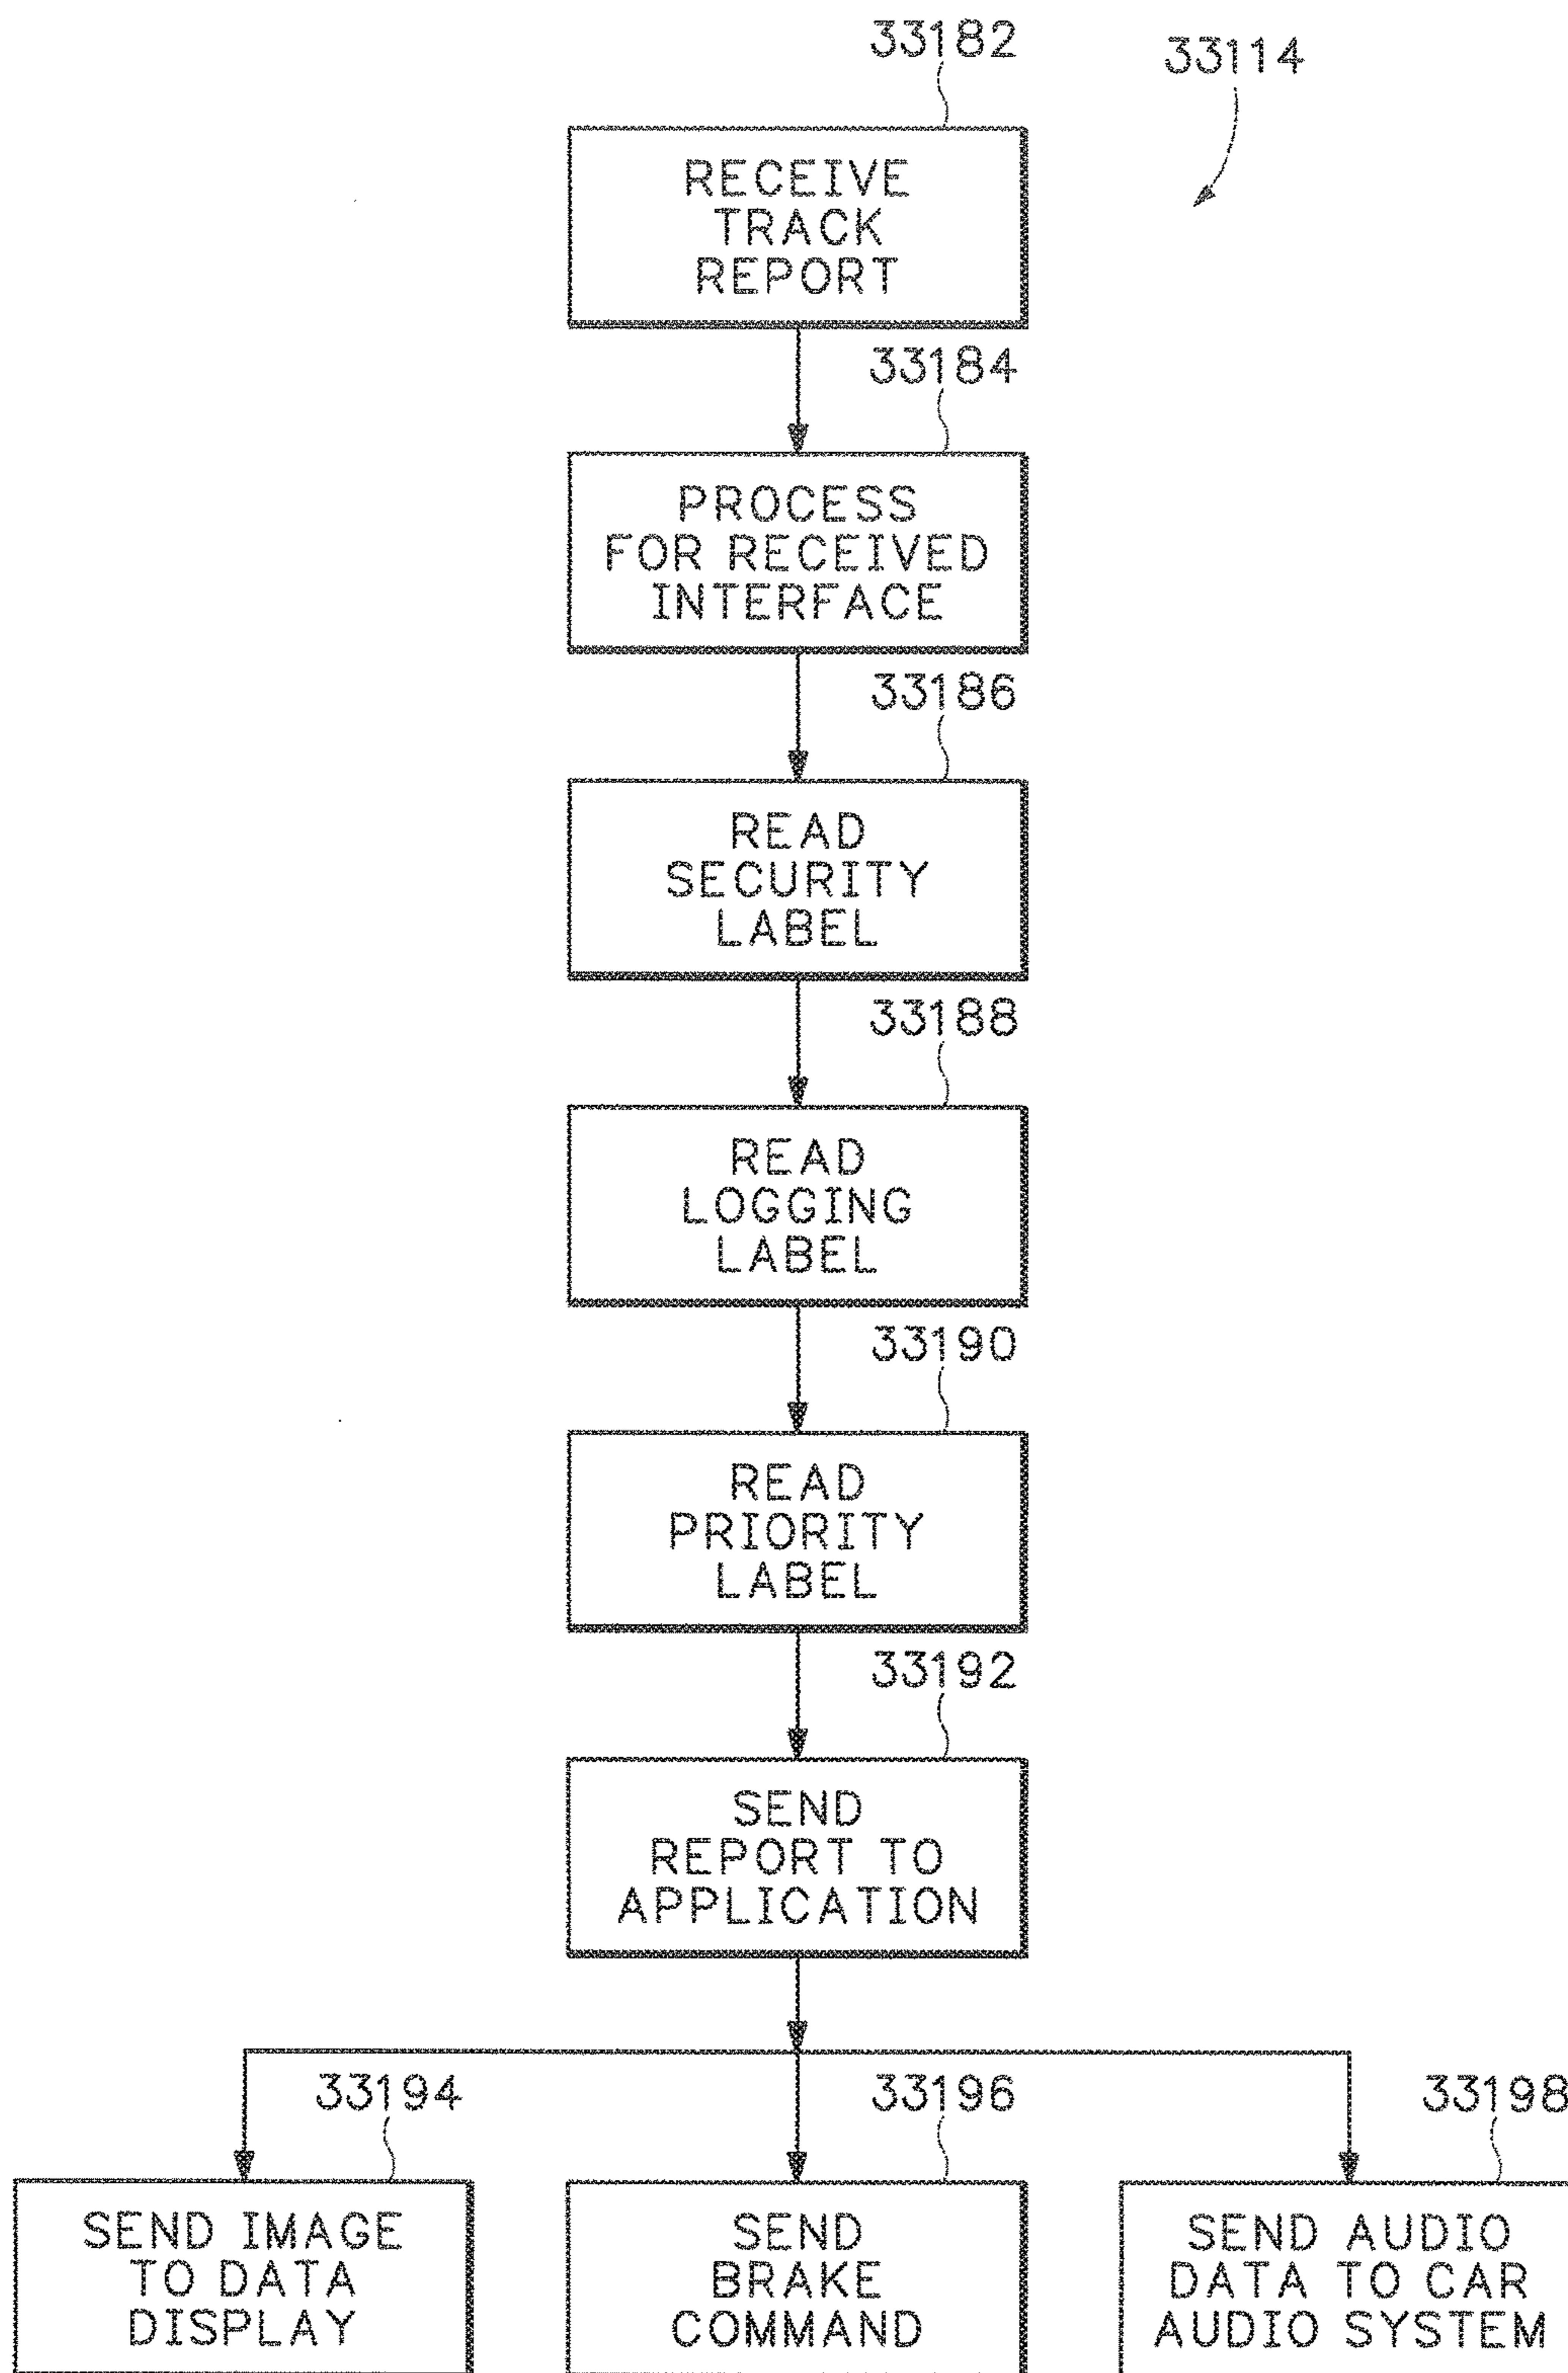 33182
33114
RECEIVE
TRACK
REPORT
33184
PROCESS
FOR RECEIVED
INTERFACE
33186
READ
SECURITY
LABEL
33188
READ
LOGGING
LABEL
33190
READ
PRIORITY
LABEL
33192
SEND
REPORT TO
APPLICATION
33194
33196
33198
SEND IMAGE
TO DATA
DISPLAY
SEND
BRAKE
COMMAND
SEND AUDIO
DATA TO CAR
AUDIO SYSTEM